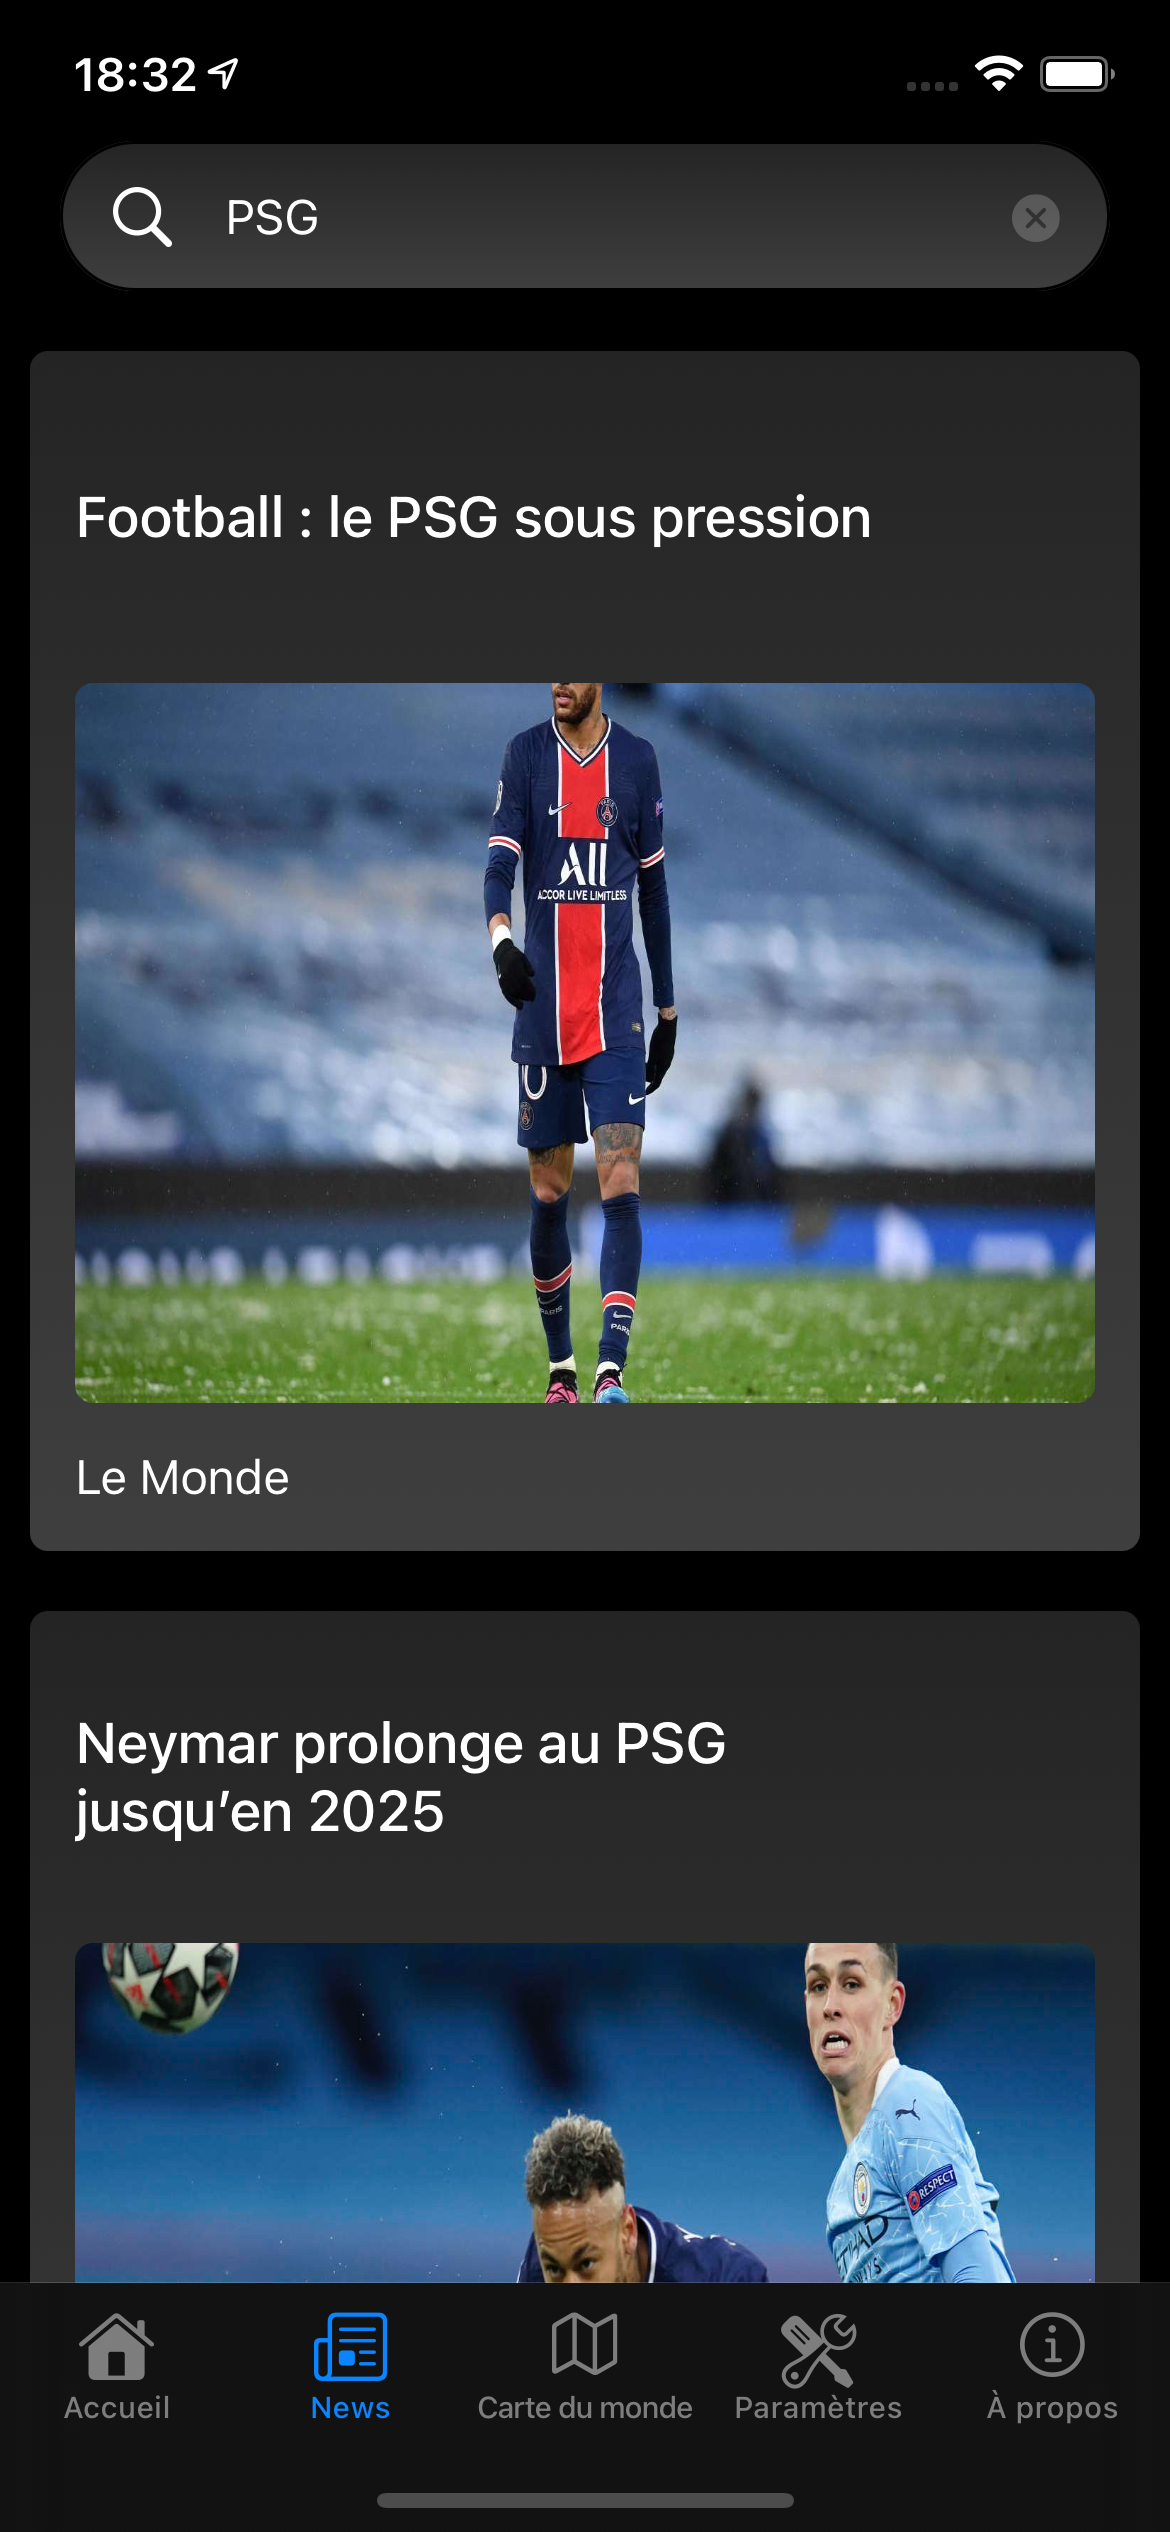 18:32
PSG
Football : le PSG sous pression
ALL
ACCOR LIVE LIMITLESS
PARIS
Le Monde
Neymar prolonge au PSG
jusqu’en 2025
RESPECT
Accueil
News
Carte du monde
Paramètres
À propos